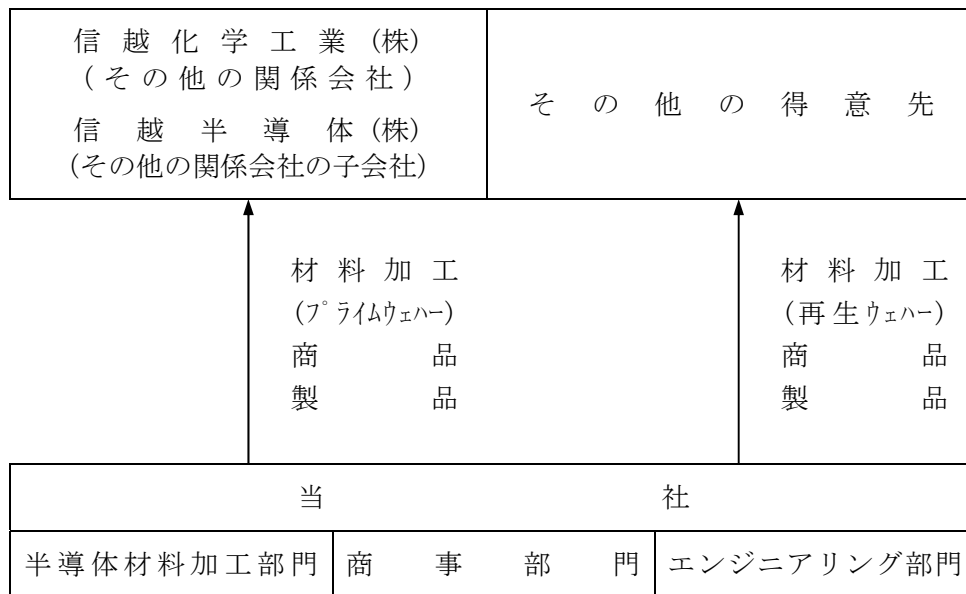 信越化学工業(株)
(その他の関係会社)
信越半導体(株)
(その他の関係会社の子会社)
その他の得意先
材料加工
(プライムウェハー)
商品
製品
材料加工
(再生ウェハー)
商品
製品
当社
半導体材料加工部門
商事部門
エンジニアリング部門